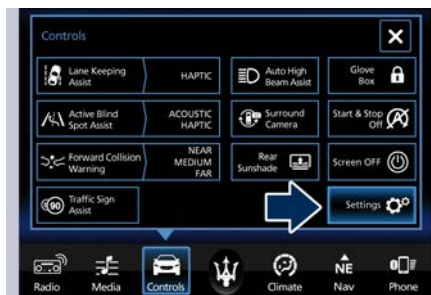 Controls
Lane Keeping
Assist
HAPTIC
Auto High
Beam Assist
Glove
Box
Active Blind
Spot Assist
ACOUSTIC
HAPTIC
Surround
Camera
Start & Stop
Off
Forward Collision
Warning
NEAR
MEDIUM
FAR
Rear
Sunshade
Screen OFF
90
Traffic Sign
Assist
Settings
Radio
Media
Controls
Climate
NE
Nav
Phone